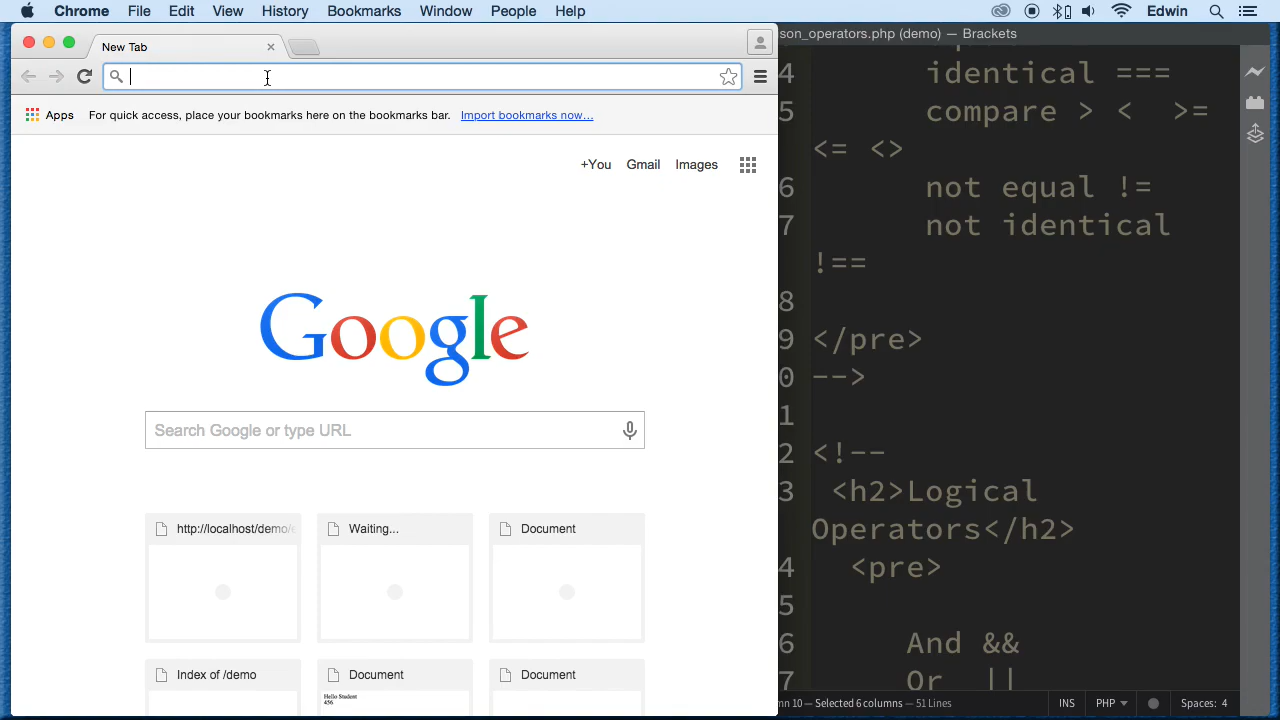 Chrome File Edit View History Bookmarks Window People Help Edwin
New Tab
son_operators.php (demo) — Brackets
Apps For quick access, place your bookmarks here on the bookmarks bar. Import bookmarks now...
+You Gmail Images
Google
Search Google or type URL
http://localhost/demo/
Waiting...
Document
Index of /demo
Document
Document
Hello Student
456
4 identical ===
5 compare > < >=
<= <>
6 not equal !=
7 not identical
!==
8
9 </pre>
0 -->
1
2 <!--
3 <h2>Logical
Operators</h2>
4 <pre>
5
6 And &&
7 Or ||
mn 10 — Selected 6 columns — 51 Lines
INS PHP Spaces: 4